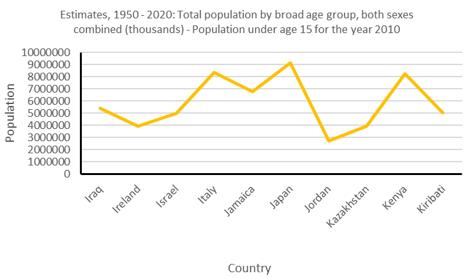 Estimates, 1950 - 2020: Total population by broad age group, both sexes
combined (thousands) - Population under age 15 for the year 2010
Population
10000000
9000000
8000000
7000000
6000000
5000000
4000000
3000000
2000000
1000000
0
Iraq
Ireland
Israel
Italy
Jamaica
Japan
Jordan
Kazakhstan
Kenya
Kiribati
Country